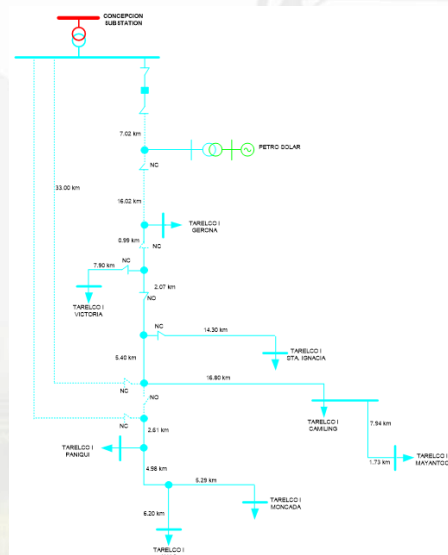 CONCEPCION
SUBSTATION
7.02 km
PETRO SOLAR
NC
33.00 km
16.02 km
TARELCO I
GERONA
0.99 km
NC
7.90 km
NC
2.07 km
TARELCO I
VICTORIA
NO
NC
14.30 km
TARELCO I
STA. IGNACIA
5.40 km
NC
16.80 km
NO
TARELCO I
CAMILING
NC
2.61 km
7.94 km
TARELCO I
PANIQUI
4.96 km
1.73 km
TARELCO I
MAYANTOC
5.29 km
TARELCO I
MONCADA
6.20 km
TARELCO I